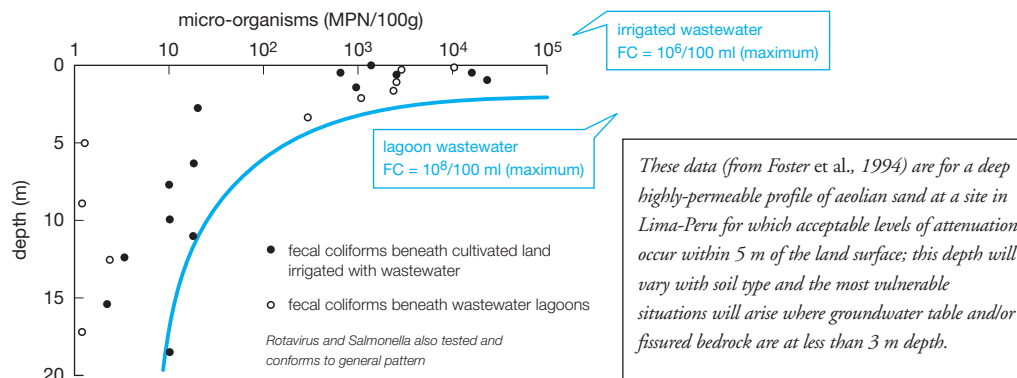 micro-organisms (MPN/100g)
1 10 10² 10³ 10⁴ 10⁵
irrigated wastewater
FC = 10⁶/100 ml (maximum)
0
5
10
15
20
depth (m)
lagoon wastewater
FC = 10⁸/100 ml (maximum)
fecal coliforms beneath cultivated land
irrigated with wastewater
fecal coliforms beneath wastewater lagoons
Rotavirus and Salmonella also tested and
conforms to general pattern
These data (from Foster et al., 1994) are for a deep
highly-permeable profile of aeolian sand at a site in
Lima-Peru for which acceptable levels of attenuation
occur within 5 m of the land surface; this depth will
vary with soil type and the most vulnerable
situations will arise where groundwater table and/or
fissured bedrock are at less than 3 m depth.